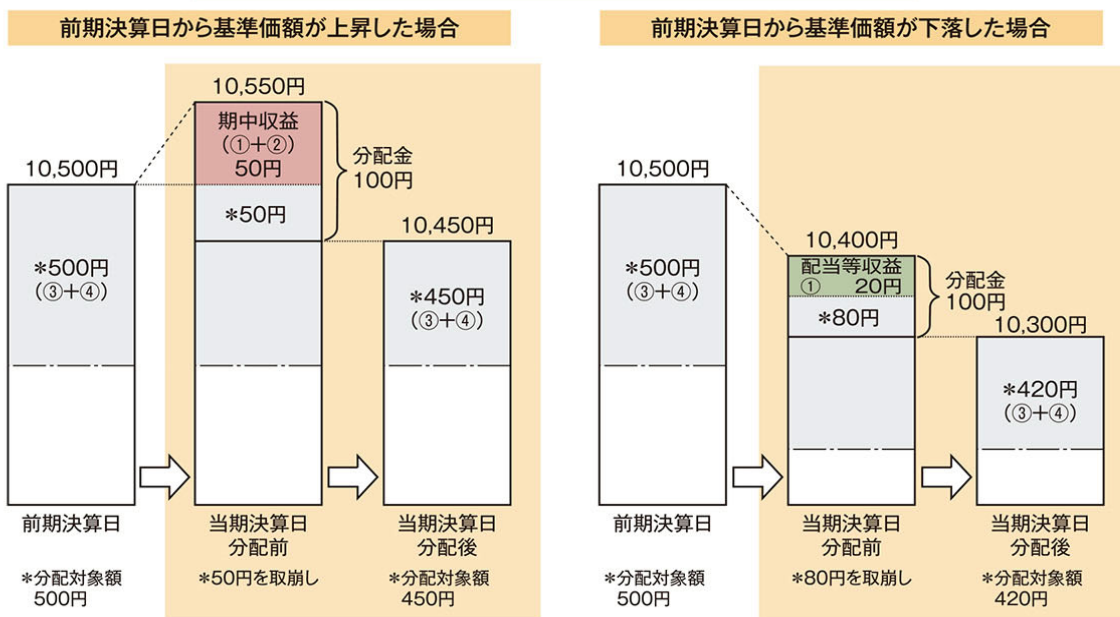 前期決算日から基準価額が上昇した場合
10,550円
期中収益
(①+②)
50円
分配金
100円
10,500円
*50円
10,450円
*500円
(③+④)
*450円
(③+④)
前期決算日
当期決算日
分配前
当期決算日
分配後
*分配対象額
500円
*50円を取崩し
*分配対象額
450円
前期決算日から基準価額が下落した場合
10,500円
10,400円
配当等収益
① 20円
分配金
100円
*500円
(③+④)
*80円
10,300円
*420円
(③+④)
前期決算日
当期決算日
分配前
当期決算日
分配後
*分配対象額
500円
*80円を取崩し
*分配対象額
420円